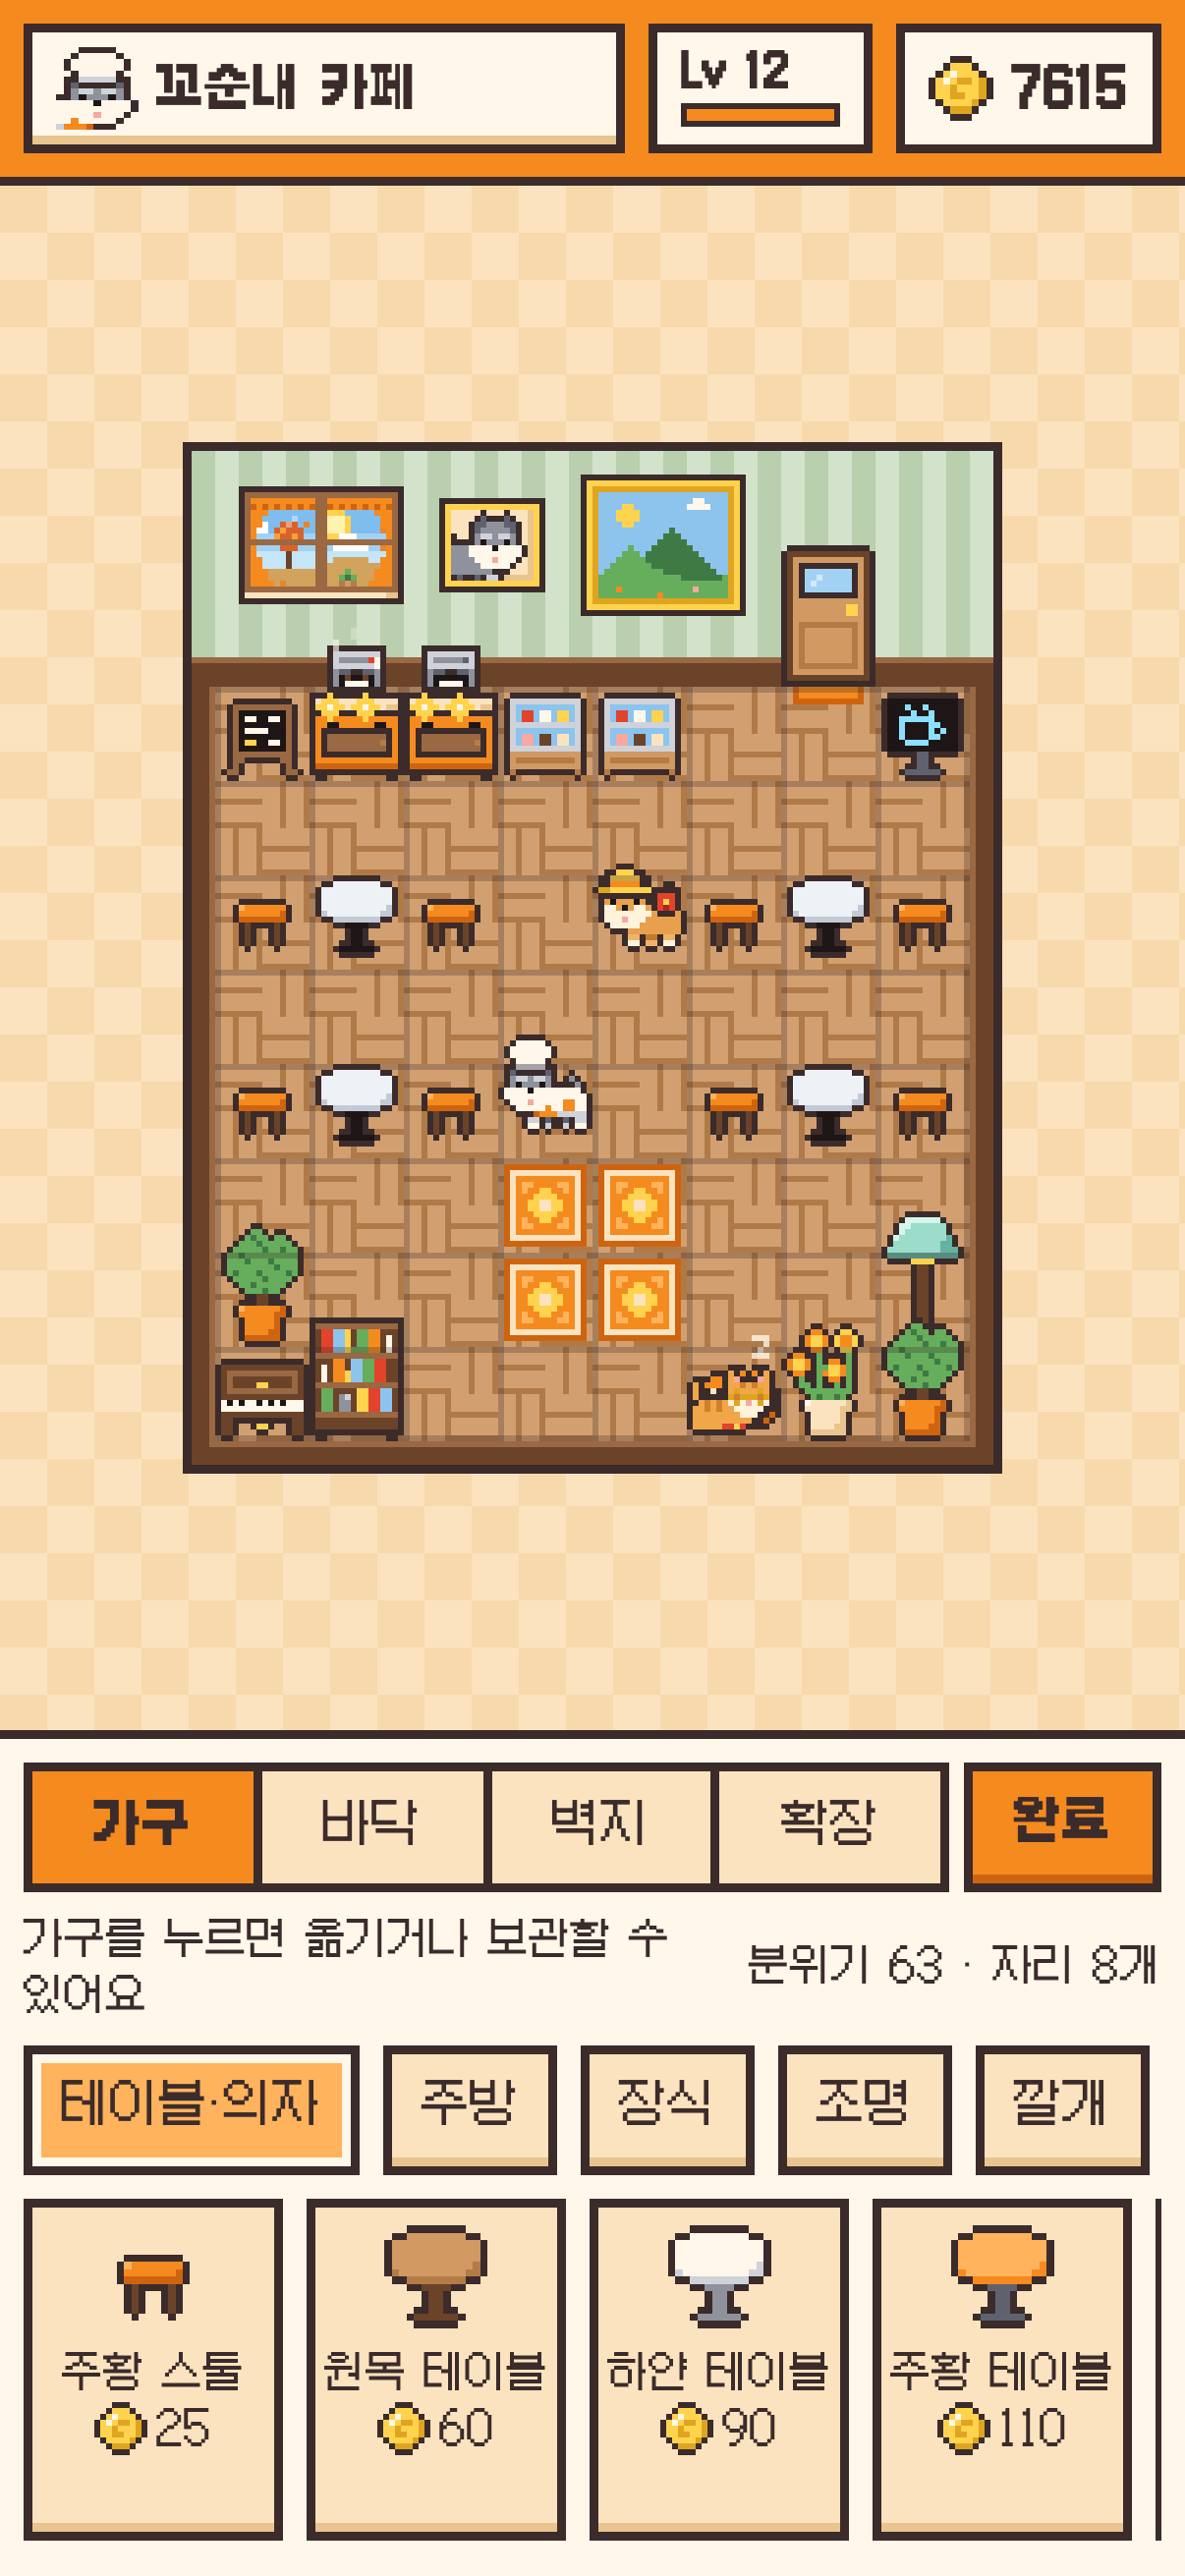 꼬순내 카페
Lv 12
7615
z
가구
바닥
벽지
확장
완료
가구를 누르면 옮기거나 보관할 수
있어요
분위기 63 · 자리 8개
테이블·의자
주방
장식
조명
깔개
주황 스툴
25
원목 테이블
60
하얀 테이블
90
주황 테이블
110